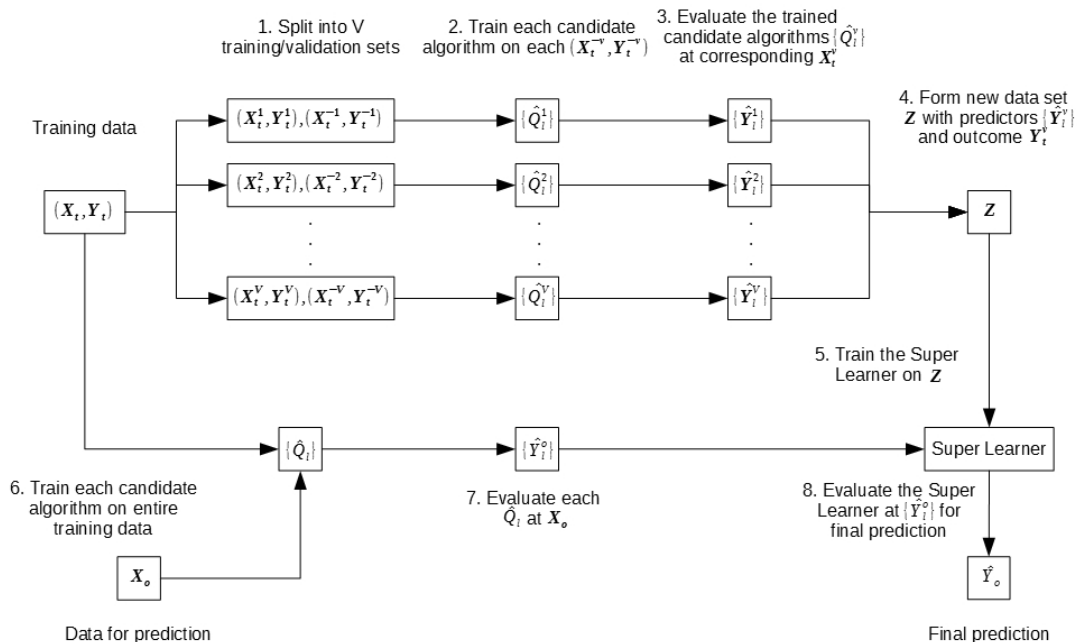 1. Split into V
training/validation sets
2. Train each candidate
algorithm on each (X_t^{-v}, Y_t^{-v})
3. Evaluate the trained
candidate algorithms {Q̂_l^v}
at corresponding X_t^v
4. Form new data set
Z with predictors {Ŷ_l^v}
and outcome Y_t^v
Training data
(X_t^1, Y_t^1), (X_t^{-1}, Y_t^{-1})
{Q̂_l^1}
{Ŷ_l^1}
(X_t^2, Y_t^2), (X_t^{-2}, Y_t^{-2})
{Q̂_l^2}
{Ŷ_l^2}
(X_t, Y_t)
Z
(X_t^V, Y_t^V), (X_t^{-V}, Y_t^{-V})
{Q̂_l^V}
{Ŷ_l^V}
5. Train the Super
Learner on Z
{Q̂_l}
{Ŷ_l^o}
Super Learner
6. Train each candidate
algorithm on entire
training data
7. Evaluate each
Q̂_l at X_o
8. Evaluate the Super
Learner at {Ŷ_l^o} for
final prediction
X_o
Ŷ_o
Data for prediction
Final prediction